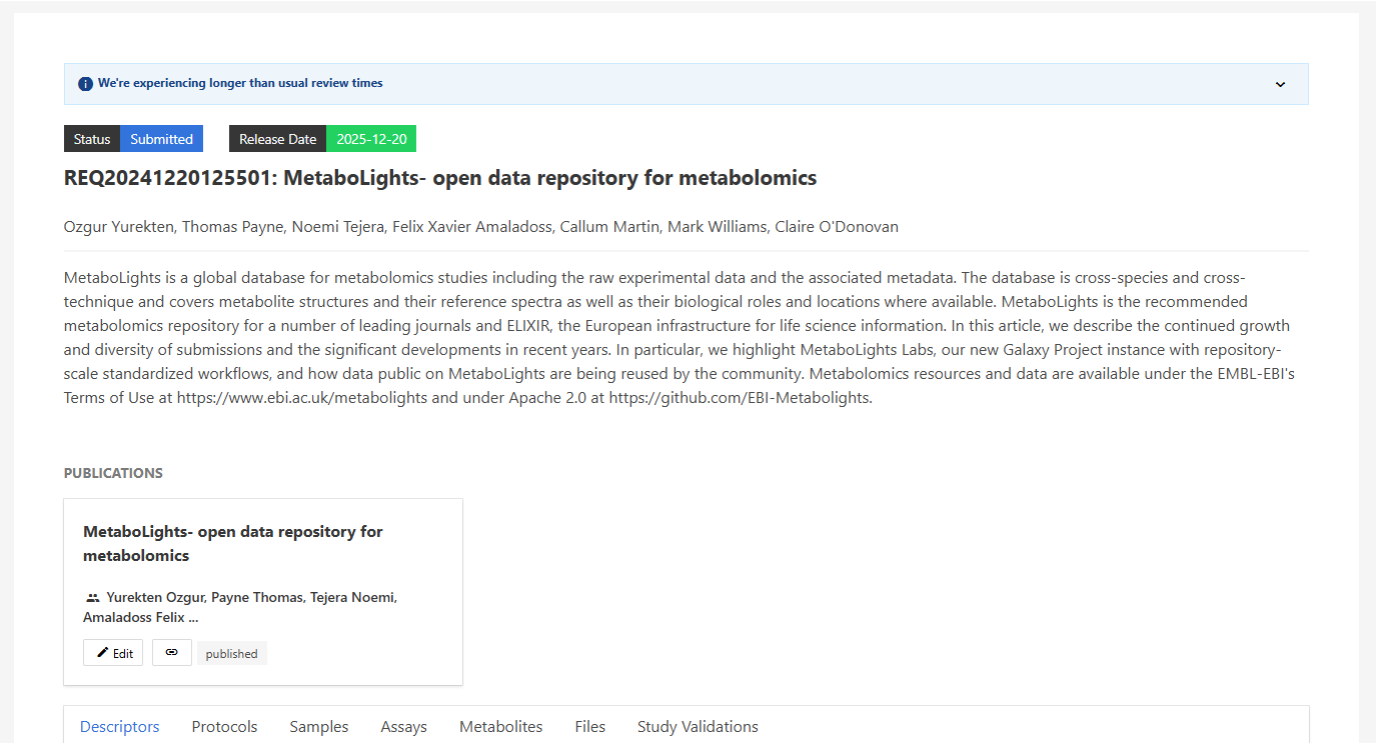 We're experiencing longer than usual review times
Status Submitted Release Date 2025-12-20
REQ20241220125501: MetaboLights- open data repository for metabolomics
Ozgur Yurekten, Thomas Payne, Noemi Tejera, Felix Xavier Amaladoss, Callum Martin, Mark Williams, Claire O'Donovan
MetaboLights is a global database for metabolomics studies including the raw experimental data and the associated metadata. The database is cross-species and cross-
technique and covers metabolite structures and their reference spectra as well as their biological roles and locations where available. MetaboLights is the recommended
metabolomics repository for a number of leading journals and ELIXIR, the European infrastructure for life science information. In this article, we describe the continued growth
and diversity of submissions and the significant developments in recent years. In particular, we highlight MetaboLights Labs, our new Galaxy Project instance with repository-
scale standardized workflows, and how data public on MetaboLights are being reused by the community. Metabolomics resources and data are available under the EMBL-EBI's
Terms of Use at https://www.ebi.ac.uk/metabolights and under Apache 2.0 at https://github.com/EBI-Metabolights.
PUBLICATIONS
MetaboLights- open data repository for
metabolomics
Yurekten Ozgur, Payne Thomas, Tejera Noemi,
Amaladoss Felix ...
Edit published
Descriptors Protocols Samples Assays Metabolites Files Study Validations